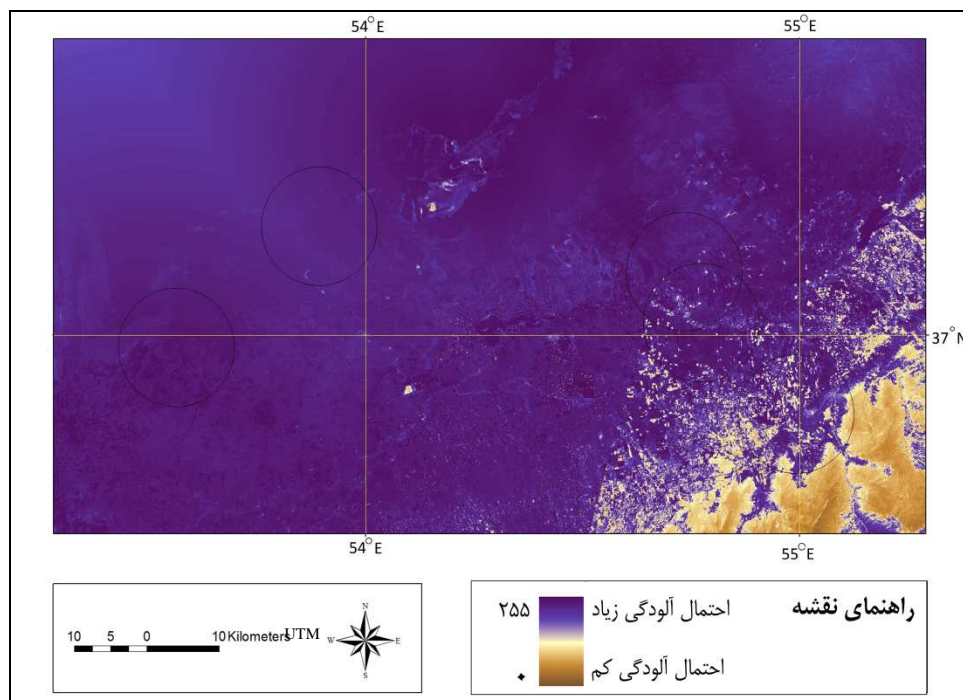 54°E 55°E
37°N
54°E 55°E
راهنمای نقشه
احتمال آلودگی زیاد ۲۵۵
احتمال آلودگی کم ۰
10 5 0 10 Kilometers UTM
N
W E
S